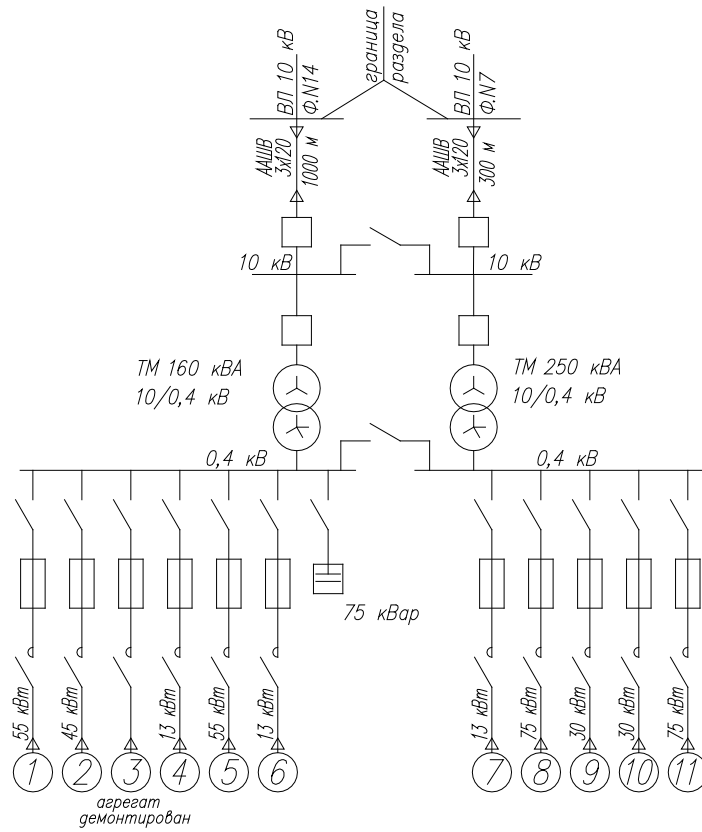 граница
раздела
ВЛ 10 кВ
Ф.N14
ВЛ 10 кВ
Ф.N7
ААШВ
3х120
1000 м
ААШВ
3х120
300 м
10 кВ
10 кВ
ТМ 160 кВА
10/0,4 кВ
ТМ 250 кВА
10/0,4 кВ
0,4 кВ
0,4 кВ
75 кВар
55 кВт
45 кВт
13 кВт
55 кВт
13 кВт
13 кВт
75 кВт
30 кВт
30 кВт
75 кВт
1
2
3
4
5
6
7
8
9
10
11
агрегат
демонтирован